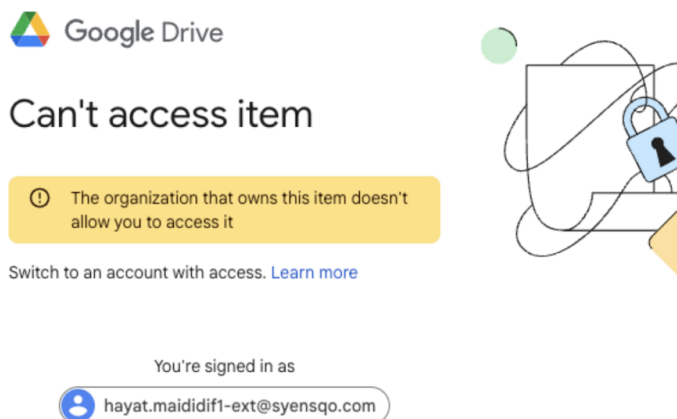 Google Drive
Can't access item
The organization that owns this item doesn't
allow you to access it
Switch to an account with access. Learn more
You're signed in as
hayat.maididif1-ext@syensqo.com